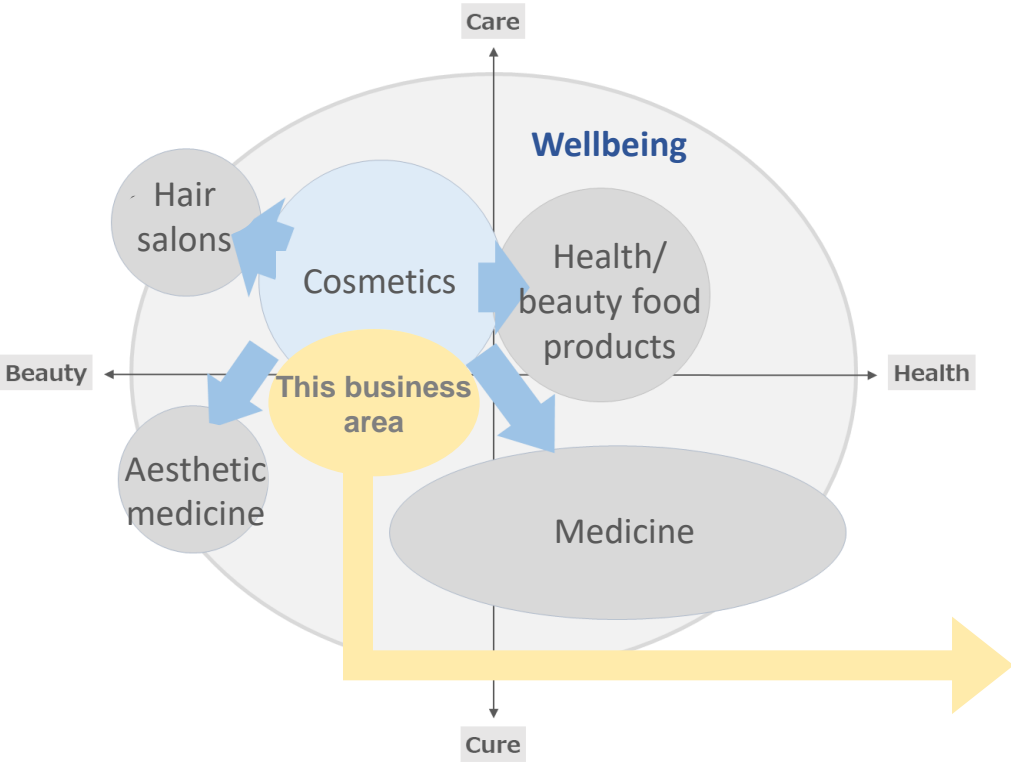 Care
Wellbeing
Hair
salons
Cosmetics
Health/
beauty food
products
Beauty
Health
This business
area
Aesthetic
medicine
Medicine
Cure